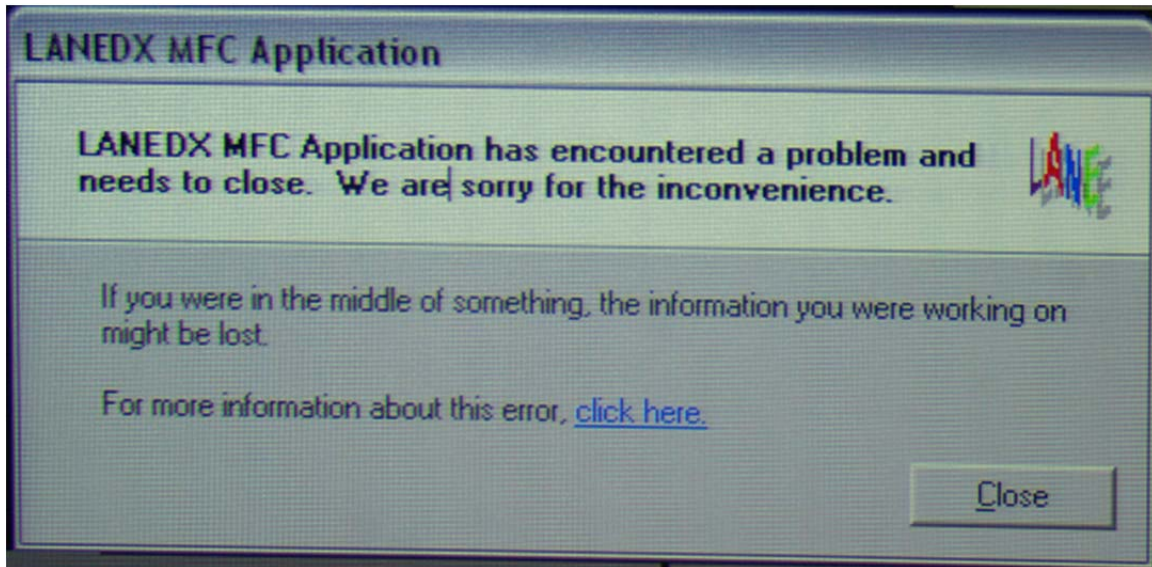 LANEDX MFC Application
LANEDX MFC Application has encountered a problem and
needs to close. We are sorry for the inconvenience.
LANE
If you were in the middle of something, the information you were working on
might be lost.
For more information about this error, click here.
Close